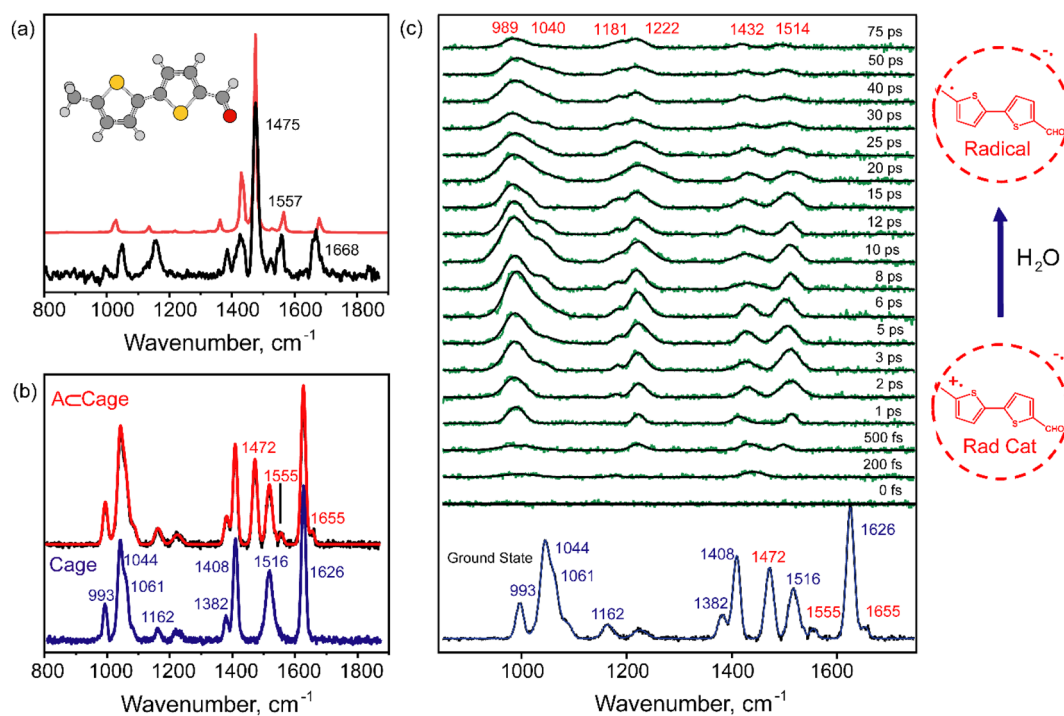 (a)
1475
1557
1668
800 1000 1200 1400 1600 1800
Wavenumber, cm⁻¹
(b)
A⊂Cage
1472
1555
1655
Cage
1044
1061
993
1162
1408
1382
1516
1626
800 1000 1200 1400 1600 1800
Wavenumber, cm⁻¹
(c)
989 1040 1181 1222 1432 1514
75 ps
50 ps
40 ps
30 ps
25 ps
20 ps
15 ps
12 ps
10 ps
8 ps
6 ps
5 ps
3 ps
2 ps
1 ps
500 fs
200 fs
0 fs
Ground State
993
1044
1061
1162
1382
1408
1472
1516
1555
1626
1655
1000 1200 1400 1600
Wavenumber, cm⁻¹
-•
•
S
S
CHO
Radical
H₂O
-•
+•
S
S
CHO
Rad Cat